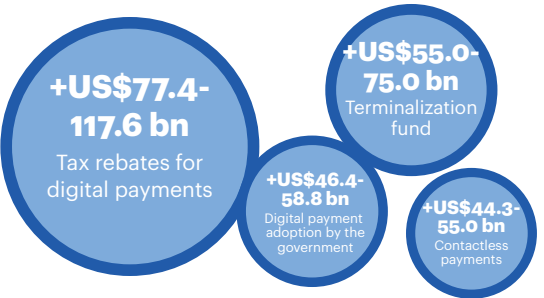 +US$77.4-
117.6 bn
Tax rebates for
digital payments
+US$55.0-
75.0 bn
Terminalization
fund
+US$46.4-
58.8 bn
Digital payment
adoption by the
government
+US$44.3-
55.0 bn
Contactless
payments